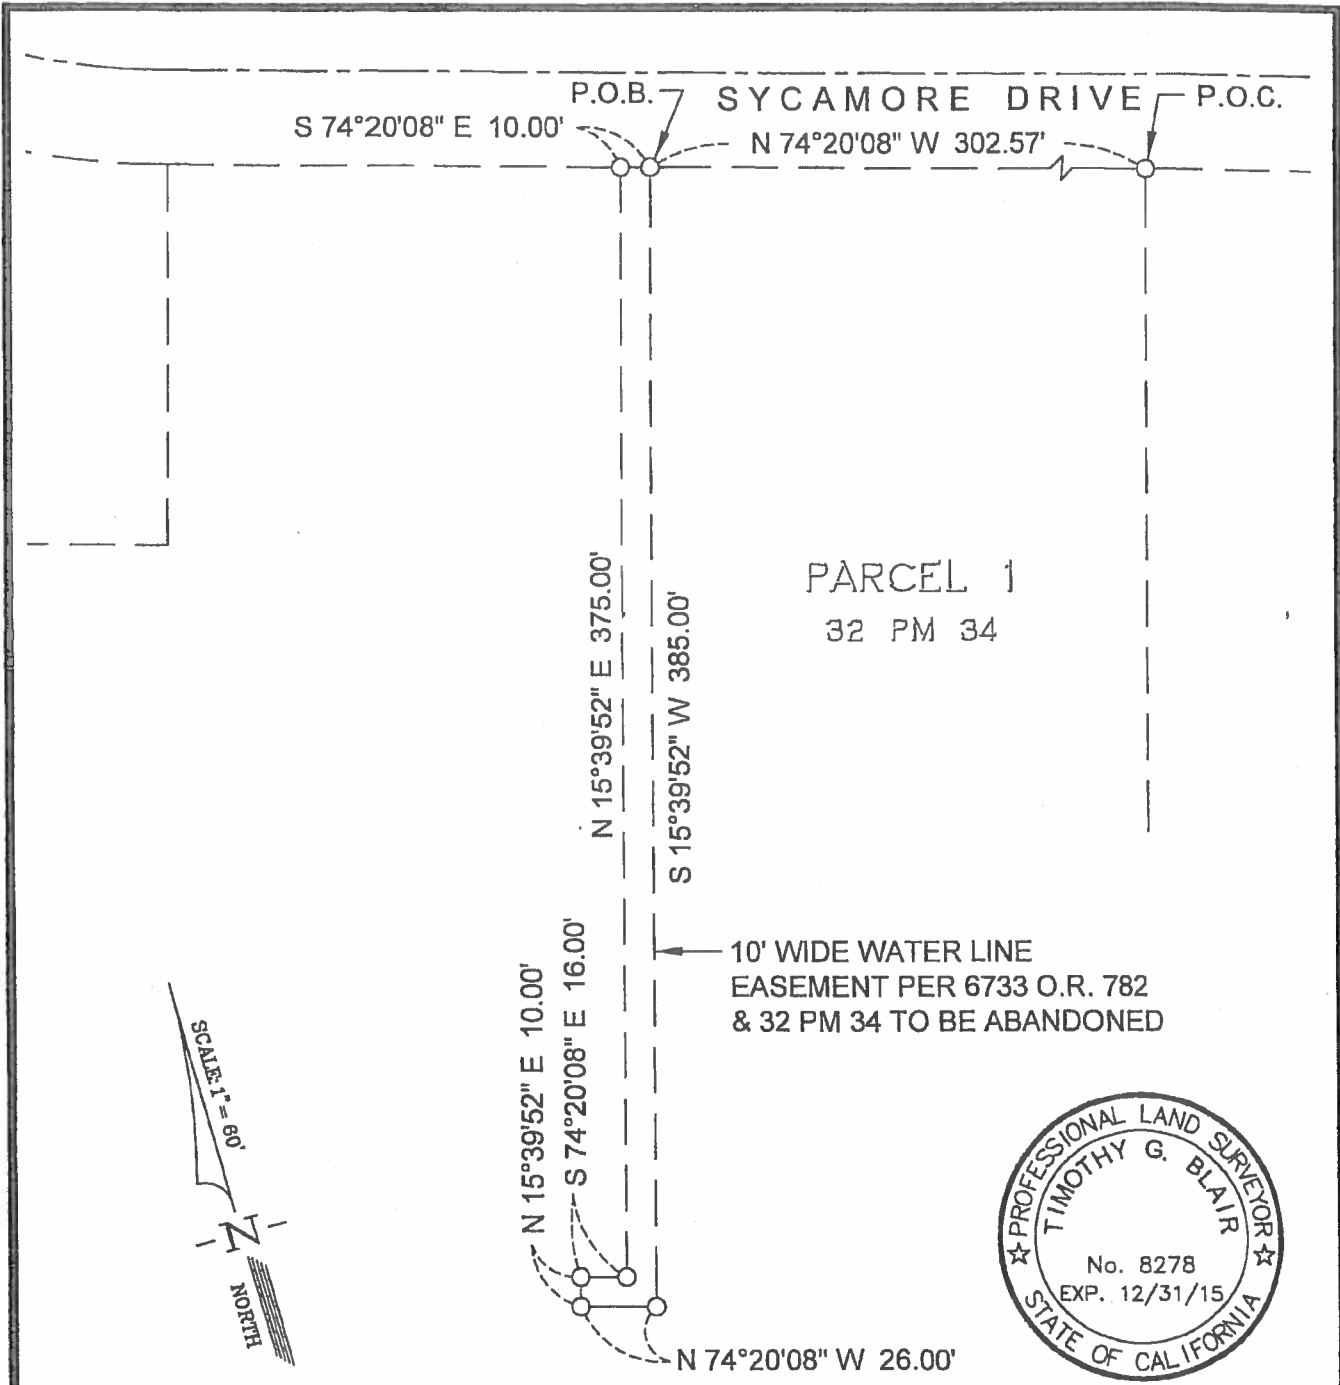 P.O.B.
SYCAMORE DRIVE
P.O.C.
S 74°20'08" E 10.00'
N 74°20'08" W 302.57'
N 15°39'52" E 375.00'
S 15°39'52" W 385.00'
PARCEL 1
32 PM 34
10' WIDE WATER LINE
EASEMENT PER 6733 O.R. 782
& 32 PM 34 TO BE ABANDONED
N 15°39'52" E 10.00'
S 74°20'08" E 16.00'
SCALE: 1" = 60'
N
NORTH
N 74°20'08" W 26.00'
PROFESSIONAL LAND SURVEYOR
TIMOTHY G. BLAIR
No. 8278
EXP. 12/31/15
STATE OF CALIFORNIA